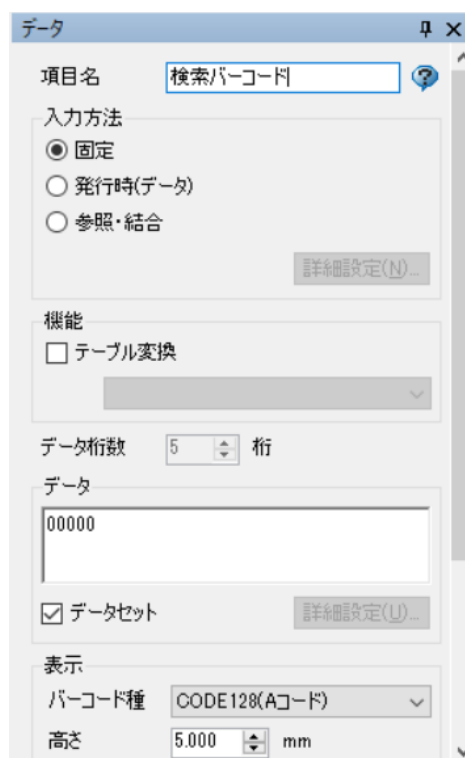 データ
項目名 検索バーコード
入力方法
固定
発行時(データ)
参照・結合
詳細設定(N)...
機能
テーブル変換
データ桁数 5 桁
データ
00000
データセット 詳細設定(U)...
表示
バーコード種 CODE128(Aコード)
高さ 5.000 mm